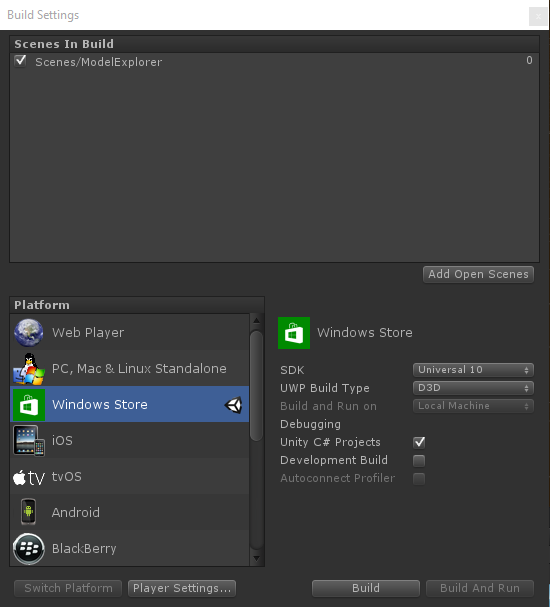 Build Settings
x
Scenes In Build
Scenes/ModelExplorer 0
Add Open Scenes
Platform
Web Player
PC, Mac & Linux Standalone
Windows Store
iOS
tv tvOS
Android
BlackBerry
Windows Store
SDK Universal 10
UWP Build Type D3D
Build and Run on Local Machine
Debugging
Unity C# Projects
Development Build
Autoconnect Profiler
Switch Platform Player Settings... Build Build And Run